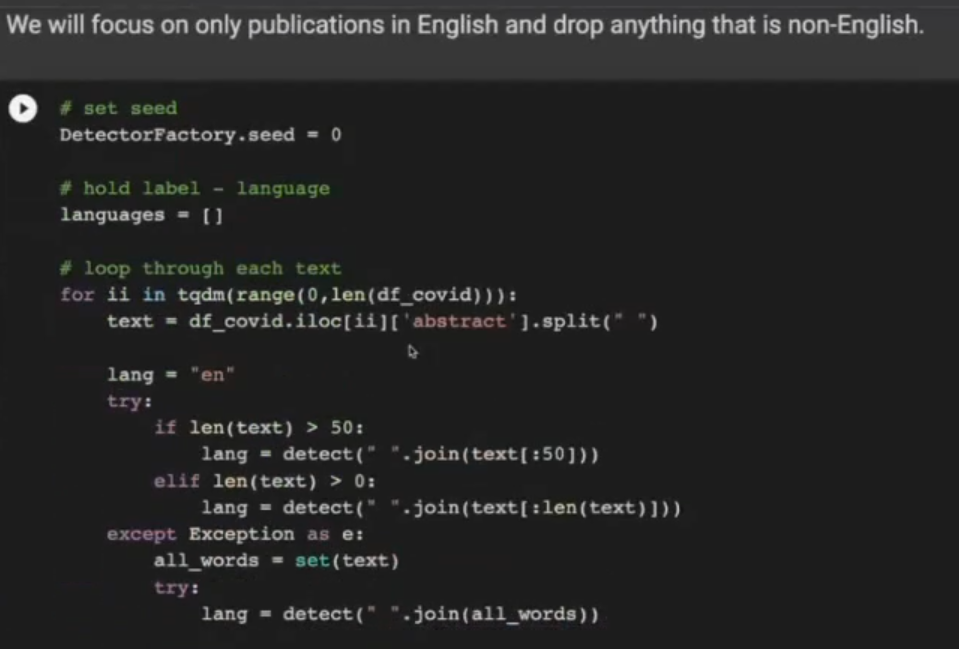 We will focus on only publications in English and drop anything that is non-English.
# set seed
DetectorFactory.seed = 0
# hold label - language
languages = []
# loop through each text
for ii in tqdm(range(0,len(df_covid))):
    text = df_covid.iloc[ii]['abstract'].split(" ")
    lang = "en"
    try:
        if len(text) > 50:
            lang = detect(" ".join(text[:50]))
        elif len(text) > 0:
            lang = detect(" ".join(text[:len(text)]))
    except Exception as e:
        all_words = set(text)
        try:
            lang = detect(" ".join(all_words))